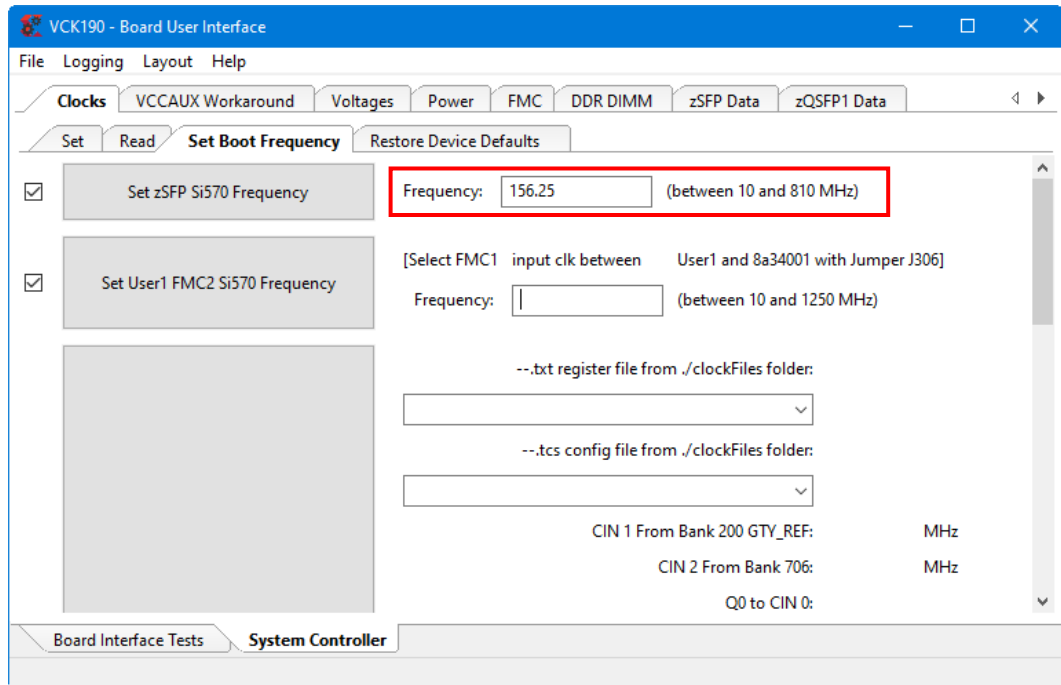 VCK190 - Board User Interface
File Logging Layout Help
Clocks VCCAUX Workaround Voltages Power FMC DDR DIMM zSFP Data zQSFP1 Data
Set Read Set Boot Frequency Restore Device Defaults
Set zSFP Si570 Frequency Frequency: 156.25 (between 10 and 810 MHz)
[Select FMC1 input clk between User1 and 8a34001 with Jumper J306]
Set User1 FMC2 Si570 Frequency
Frequency: (between 10 and 1250 MHz)
--.txt register file from ./clockFiles folder:
--.tcs config file from ./clockFiles folder:
CIN 1 From Bank 200 GTY_REF: MHz
CIN 2 From Bank 706: MHz
Q0 to CIN 0:
Board Interface Tests System Controller